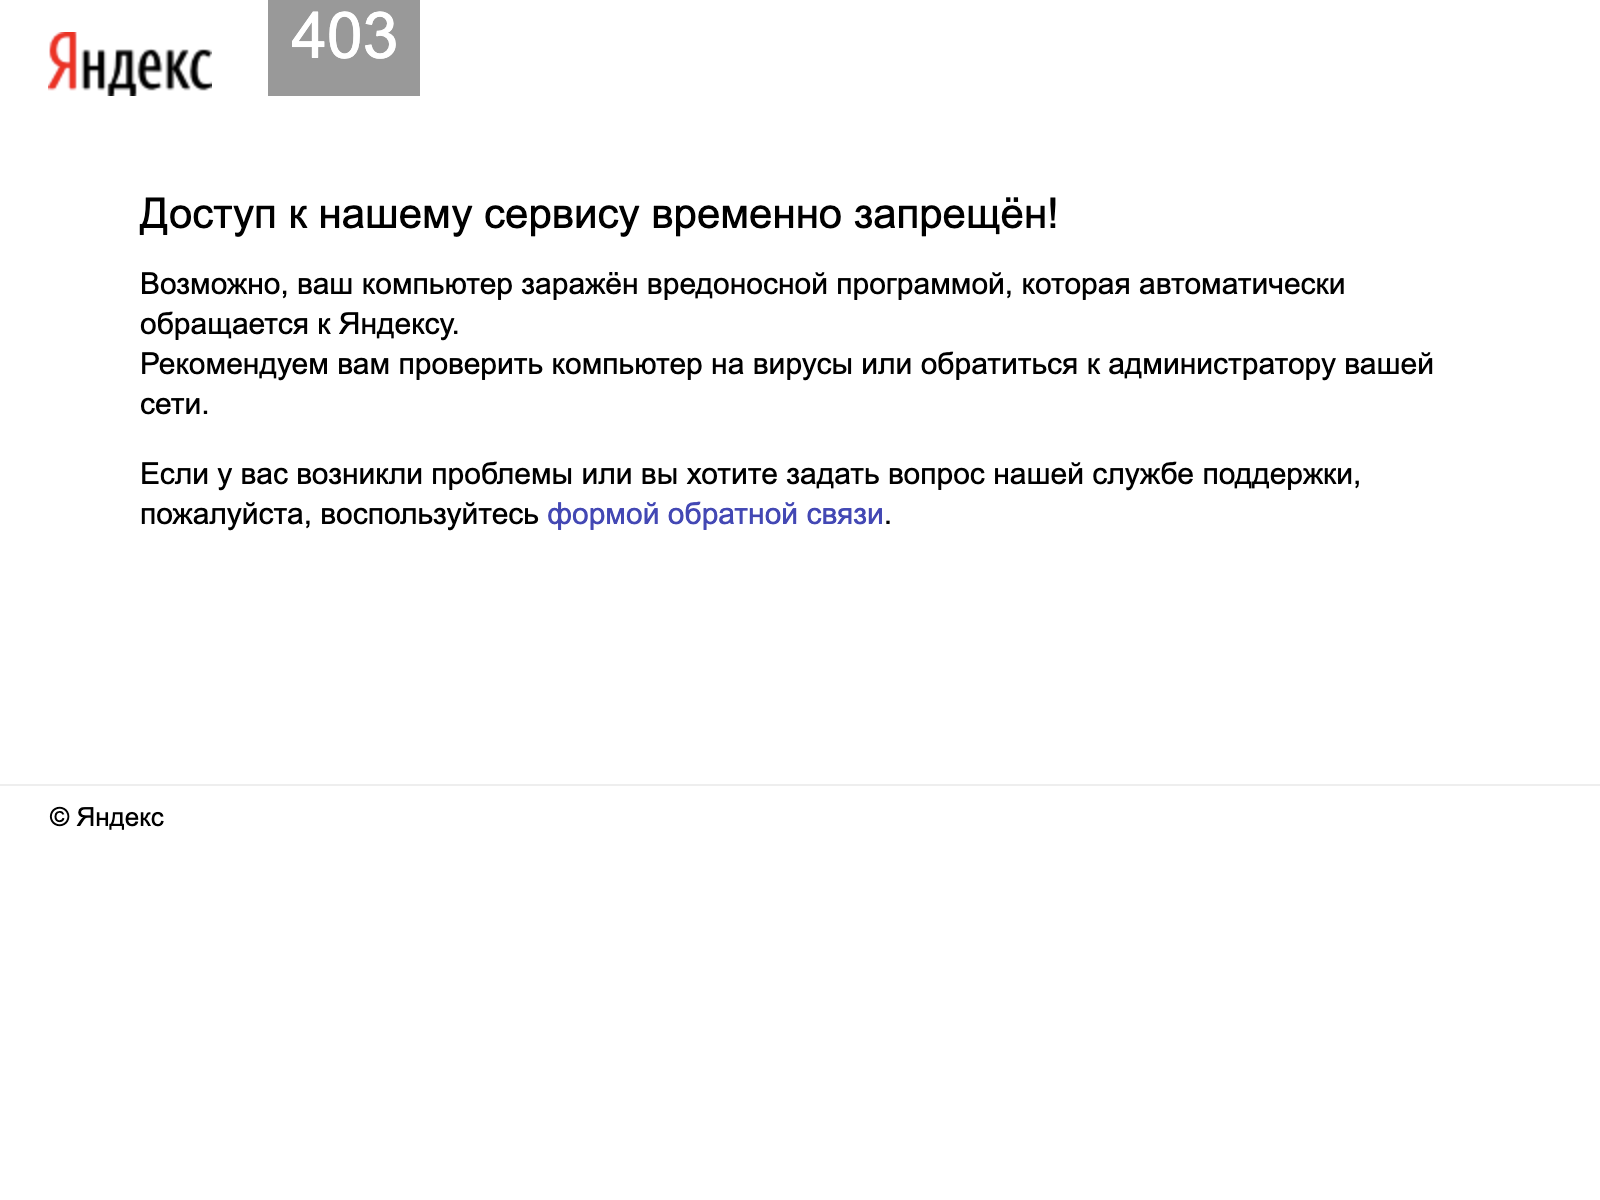 Яндекс
403
Доступ к нашему сервису временно запрещён!
Возможно, ваш компьютер заражён вредоносной программой, которая автоматически
обращается к Яндексу.
Рекомендуем вам проверить компьютер на вирусы или обратиться к администратору вашей
сети.
Если у вас возникли проблемы или вы хотите задать вопрос нашей службе поддержки,
пожалуйста, воспользуйтесь формой обратной связи.
© Яндекс